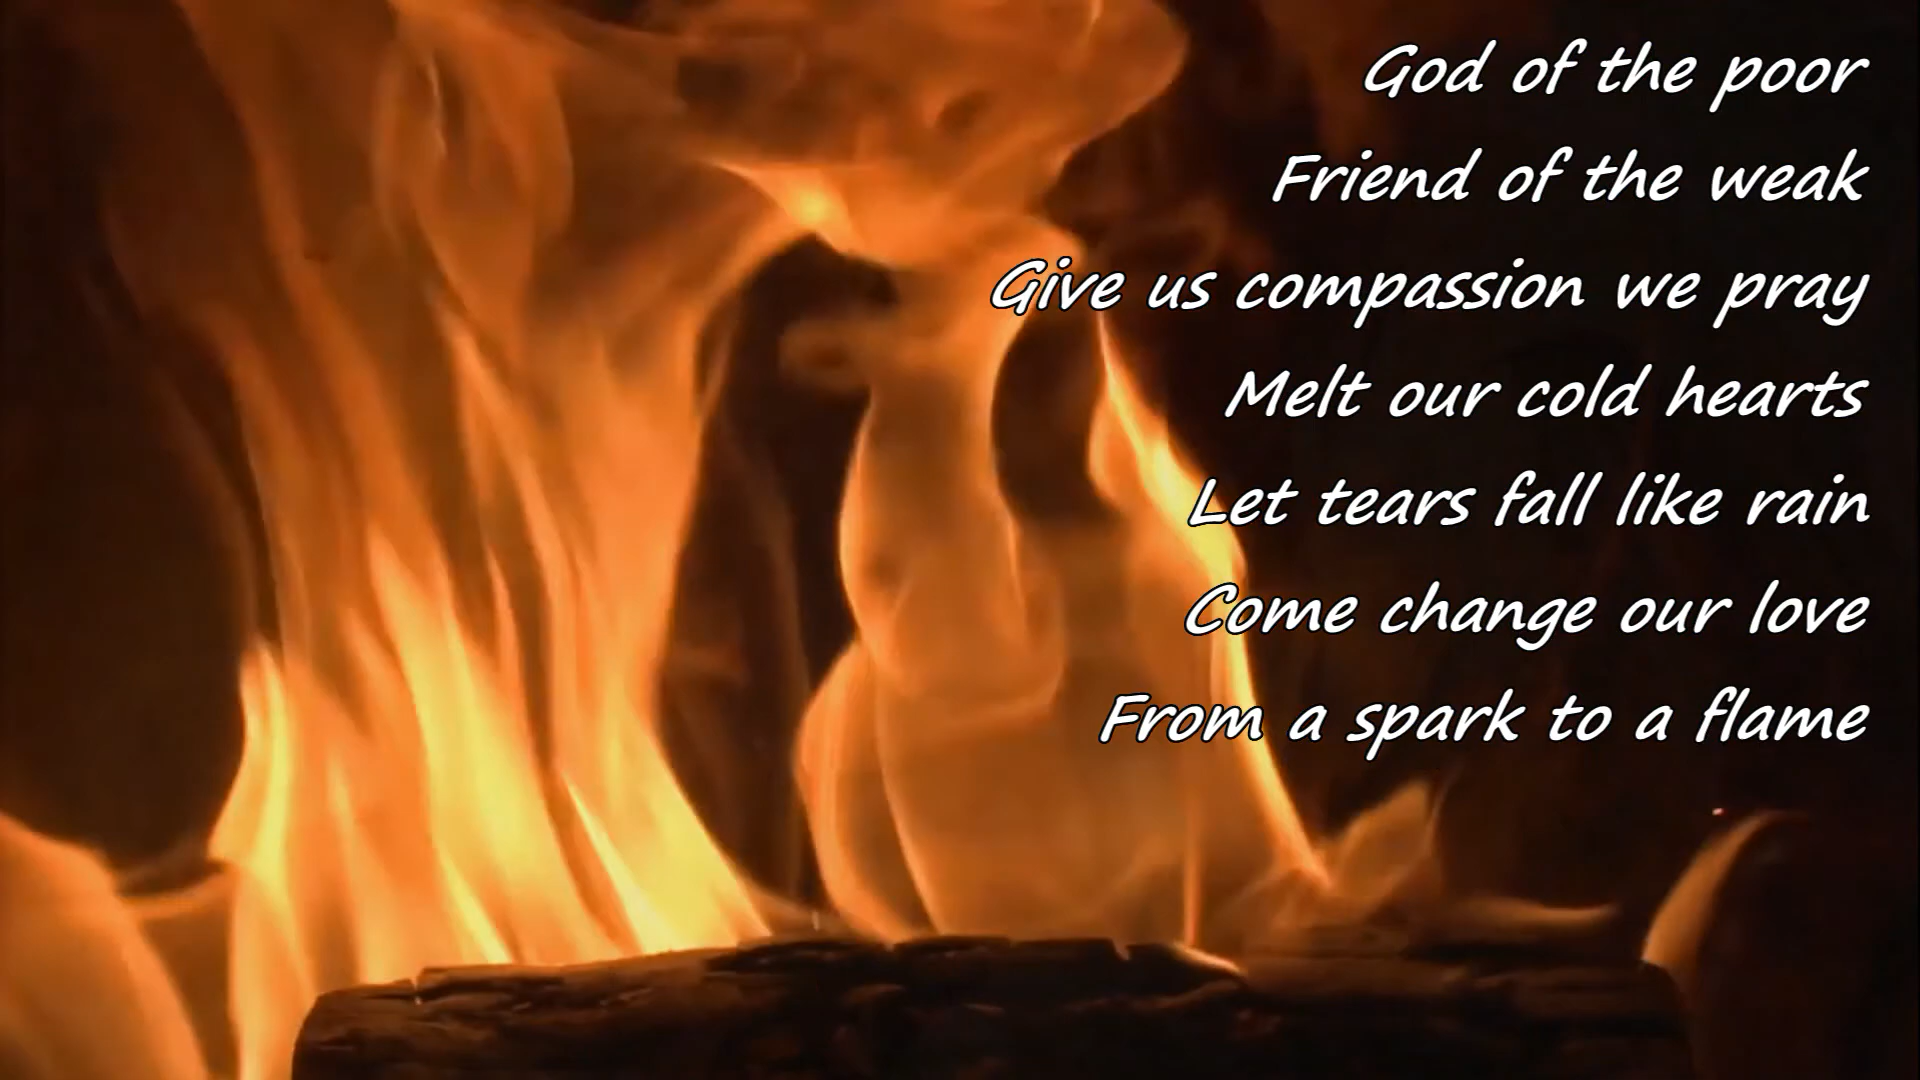 God of the poor
Friend of the weak
Give us compassion we pray
Melt our cold hearts
Let tears fall like rain
Come change our love
From a spark to a flame